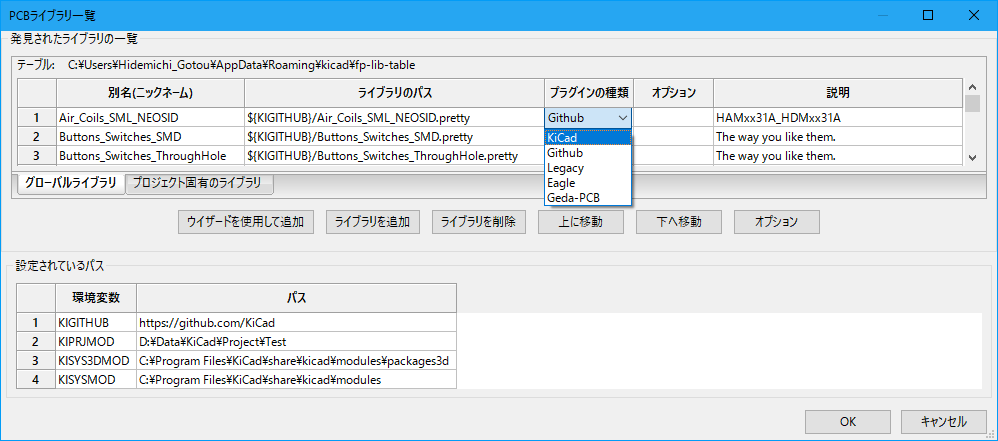 PCBライブラリ一覧
発見されたライブラリの一覧
テーブル: C:¥Users¥Hidemichi_Gotou¥AppData¥Roaming¥kicad¥fp-lib-table
別名(ニックネーム) ライブラリのパス プラグインの種類 オプション 説明
1 Air_Coils_SML_NEOSID ${KIGITHUB}/Air_Coils_SML_NEOSID.pretty Github HAMxx31A_HDMxx31A
2 Buttons_Switches_SMD ${KIGITHUB}/Buttons_Switches_SMD.pretty KiCad The way you like them.
3 Buttons_Switches_ThroughHole ${KIGITHUB}/Buttons_Switches_ThroughHole.pretty Github The way you like them.
Legacy
Eagle
Geda-PCB
グローバルライブラリ プロジェクト固有のライブラリ
ウイザードを使用して追加 ライブラリを追加 ライブラリを削除 上に移動 下へ移動 オプション
設定されているパス
環境変数 パス
1 KIGITHUB https://github.com/KiCad
2 KIPRJMOD D:¥Data¥KiCad¥Project¥Test
3 KISYS3DMOD C:¥Program Files¥KiCad¥share¥kicad¥modules¥packages3d
4 KISYSMOD C:¥Program Files¥KiCad¥share¥kicad¥modules
OK キャンセル